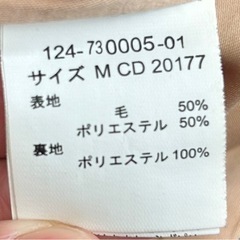 124-730005-01
サイズ M CD 20177
表地
毛 50%
ポリエステル 50%
裏地
ポリエステル 100%